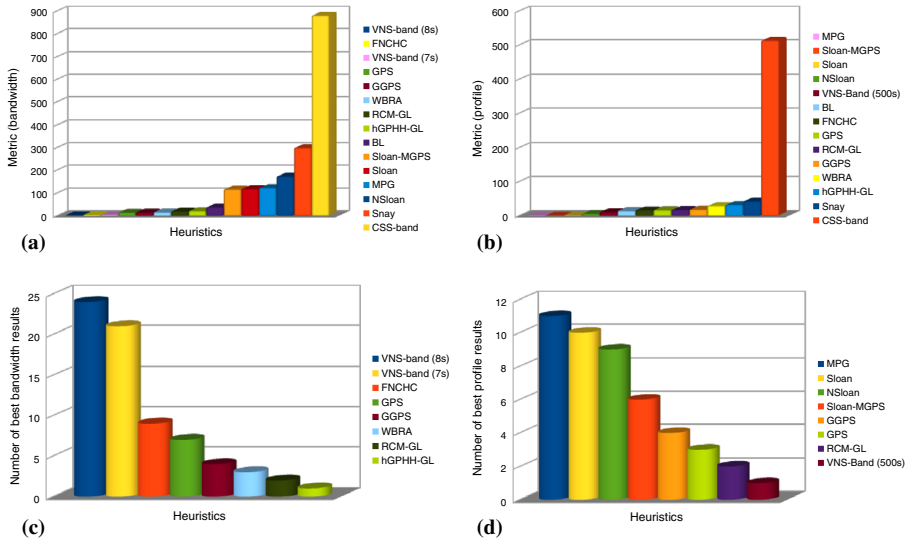 900
800
700
600
500
400
300
200
100
0
Metric (bandwidth)
Heuristics
(a)
VNS-band (8s)
FNCHC
VNS-band (7s)
GPS
GGPS
WBRA
RCM-GL
hGPHH-GL
BL
Sloan-MGPS
Sloan
MPG
NSloan
Snay
CSS-band
600
500
400
300
200
100
0
Metric (profile)
Heuristics
(b)
MPG
Sloan-MGPS
Sloan
NSloan
VNS-Band (500s)
BL
FNCHC
GPS
RCM-GL
GGPS
WBRA
hGPHH-GL
Snay
CSS-band
25
20
15
10
5
0
Number of best bandwidth results
Heuristics
(c)
VNS-band (8s)
VNS-band (7s)
FNCHC
GPS
GGPS
WBRA
RCM-GL
hGPHH-GL
12
10
8
6
4
2
0
Number of best profile results
Heuristics
(d)
MPG
Sloan
NSloan
Sloan-MGPS
GGPS
GPS
RCM-GL
VNS-Band (500s)